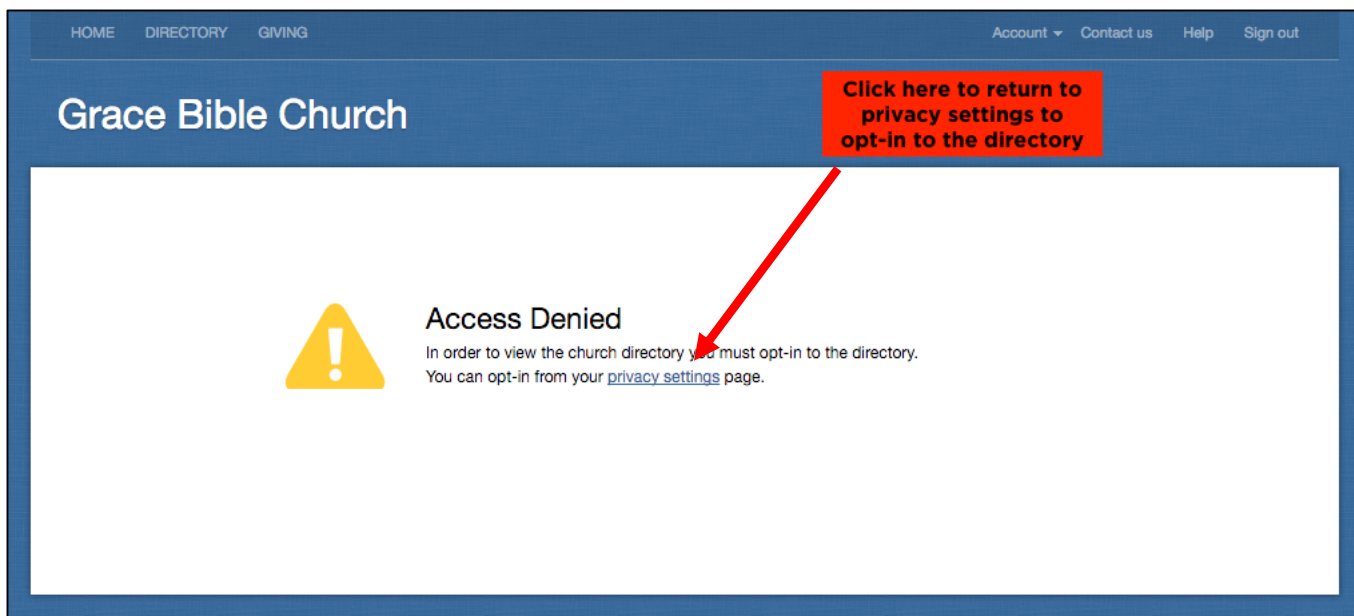 HOME DIRECTORY GIVING Account Contact us Help Sign out
Grace Bible Church
Click here to return to
privacy settings to
opt-in to the directory
Access Denied
In order to view the church directory you must opt-in to the directory.
You can opt-in from your privacy settings page.